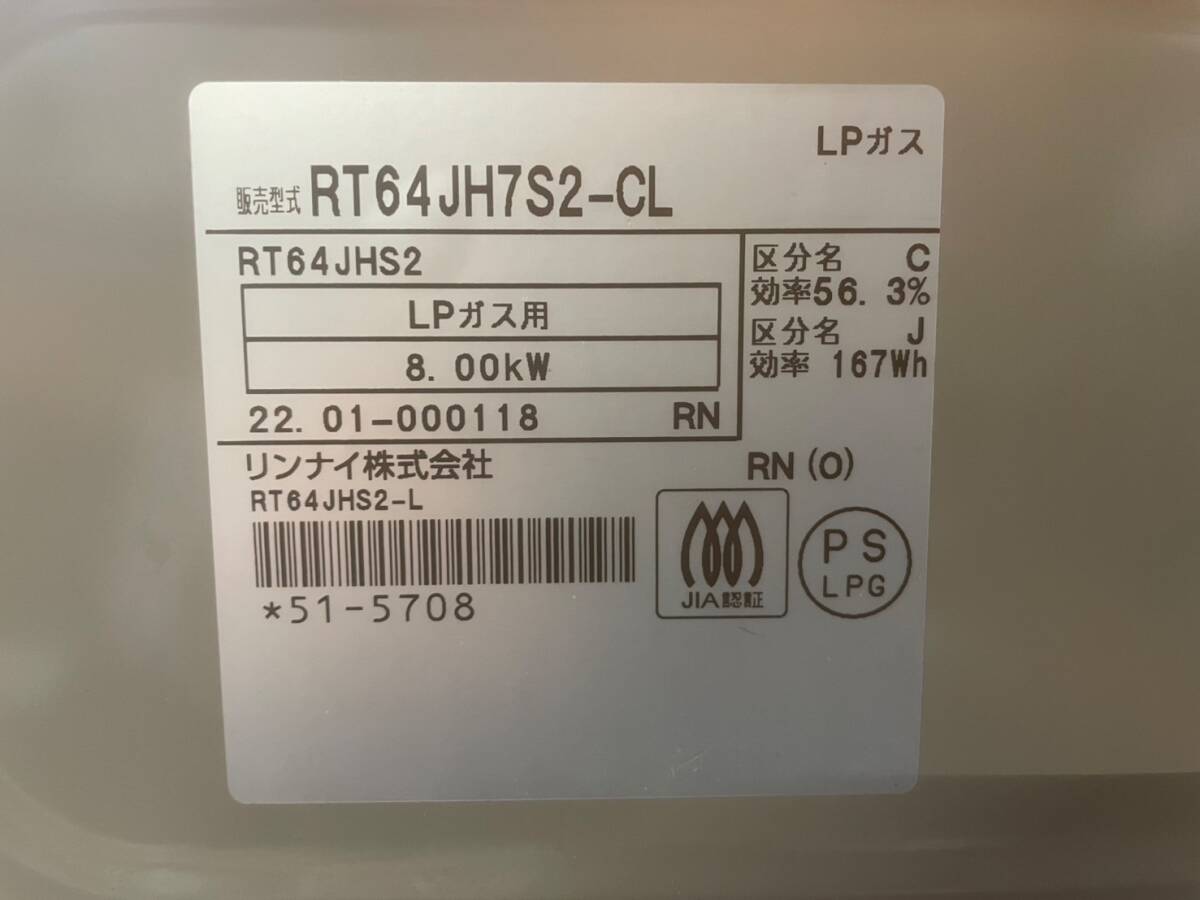 LPガス
販売型式 RT64JH7S2-CL
RT64JHS2
LPガス用
8.00kW
22.01-000118 RN
区分名 C
効率56.3%
区分名 J
効率 167Wh
リンナイ株式会社
RN(O)
RT64JHS2-L
*51-5708
JIA認証
PS
LPG